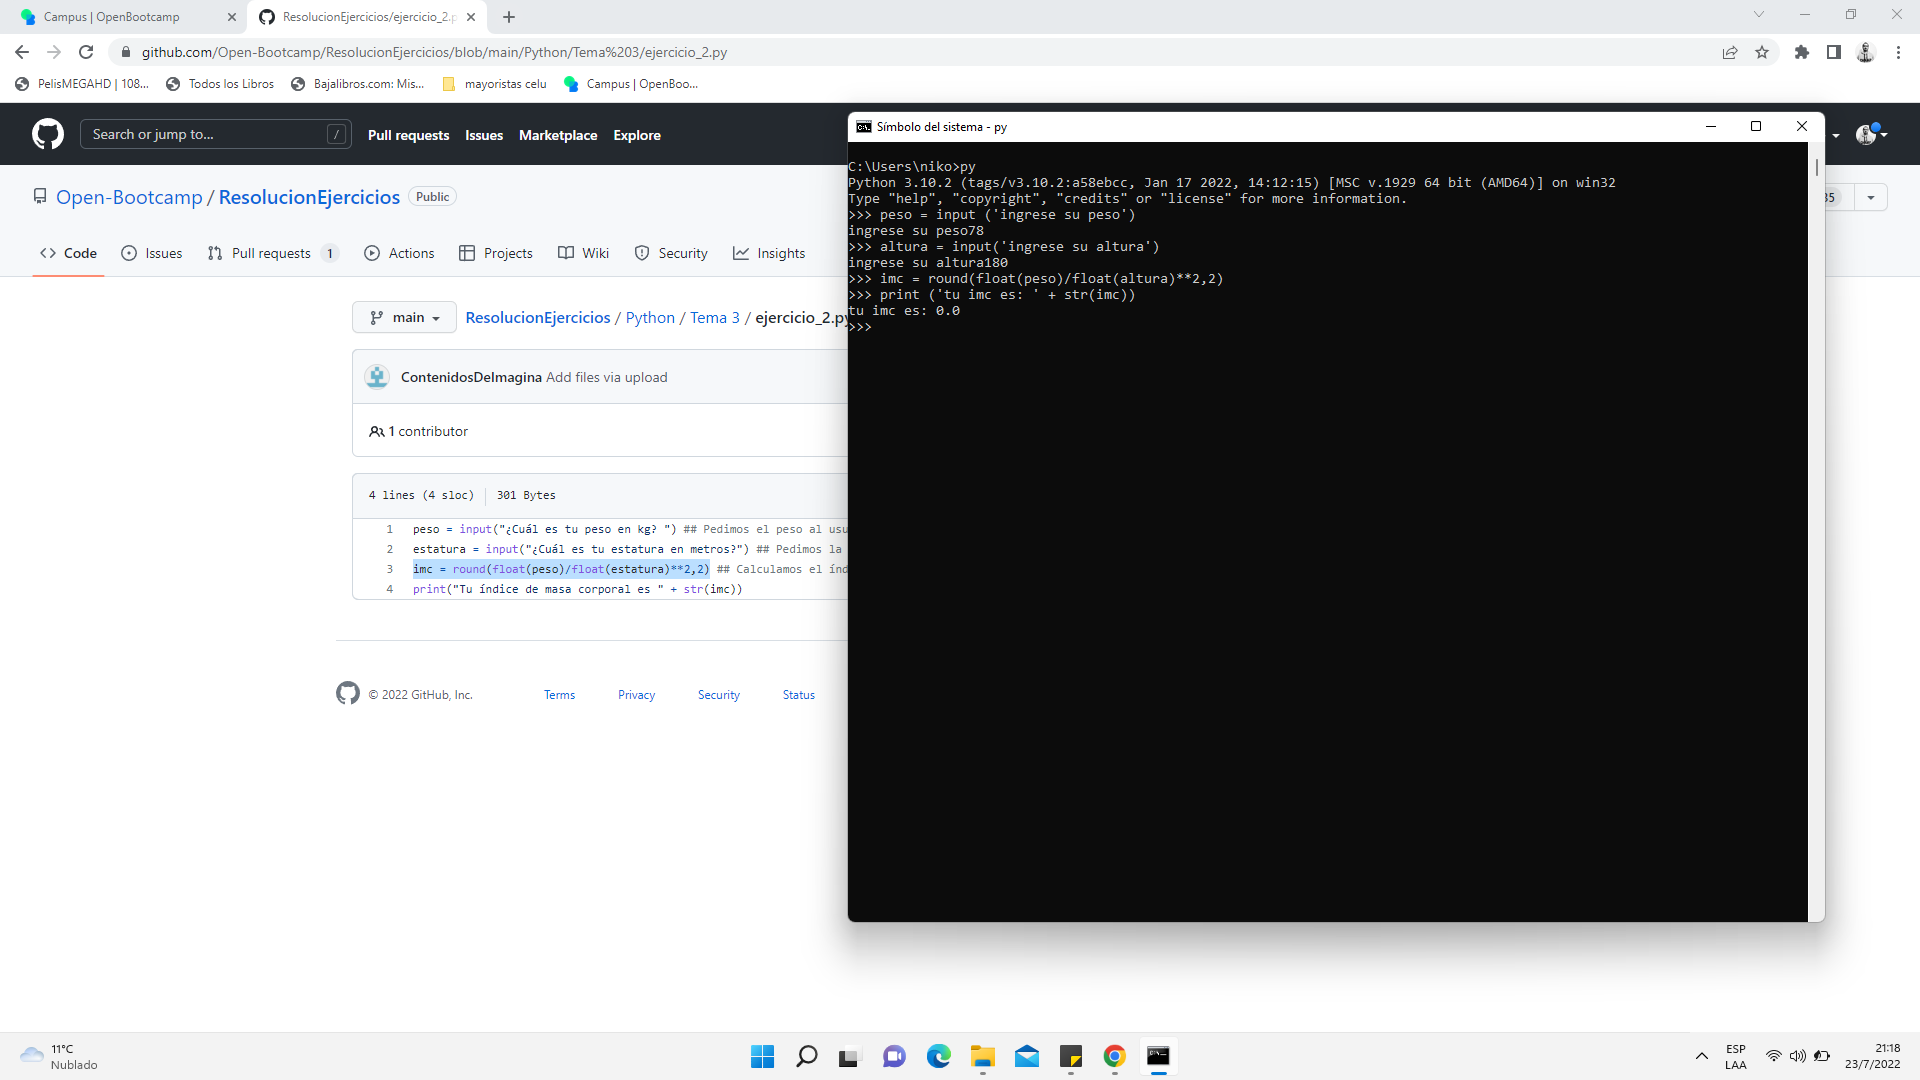 Campus | OpenBootcamp
ResolucionEjercicios/ejercicio_2.p
github.com/Open-Bootcamp/ResolucionEjercicios/blob/main/Python/Tema%203/ejercicio_2.py
PelisMEGAHD | 108...
Todos los Libros
Bajalibros.com: Mis...
mayoristas celu
Campus | OpenBoo...
Search or jump to...
/
Pull requests
Issues
Marketplace
Explore
Open-Bootcamp / ResolucionEjercicios
Public
35
Code
Issues
Pull requests 1
Actions
Projects
Wiki
Security
Insights
main
ResolucionEjercicios / Python / Tema 3 / ejercicio_2.py
ContenidosDeImagina Add files via upload
1 contributor
4 lines (4 sloc)
301 Bytes
1 peso = input("¿Cuál es tu peso en kg? ") ## Pedimos el peso al usu
2 estatura = input("¿Cuál es tu estatura en metros?") ## Pedimos la
3 imc = round(float(peso)/float(estatura)**2,2) ## Calculamos el índ
4 print("Tu índice de masa corporal es " + str(imc))
© 2022 GitHub, Inc.
Terms
Privacy
Security
Status
Símbolo del sistema - py
C:\Users\niko>py
Python 3.10.2 (tags/v3.10.2:a58ebcc, Jan 17 2022, 14:12:15) [MSC v.1929 64 bit (AMD64)] on win32
Type "help", "copyright", "credits" or "license" for more information.
>>> peso = input ('ingrese su peso')
ingrese su peso78
>>> altura = input('ingrese su altura')
ingrese su altura180
>>> imc = round(float(peso)/float(altura)**2,2)
>>> print ('tu imc es: ' + str(imc))
tu imc es: 0.0
>>>
11°C
Nublado
ESP
LAA
21:18
23/7/2022